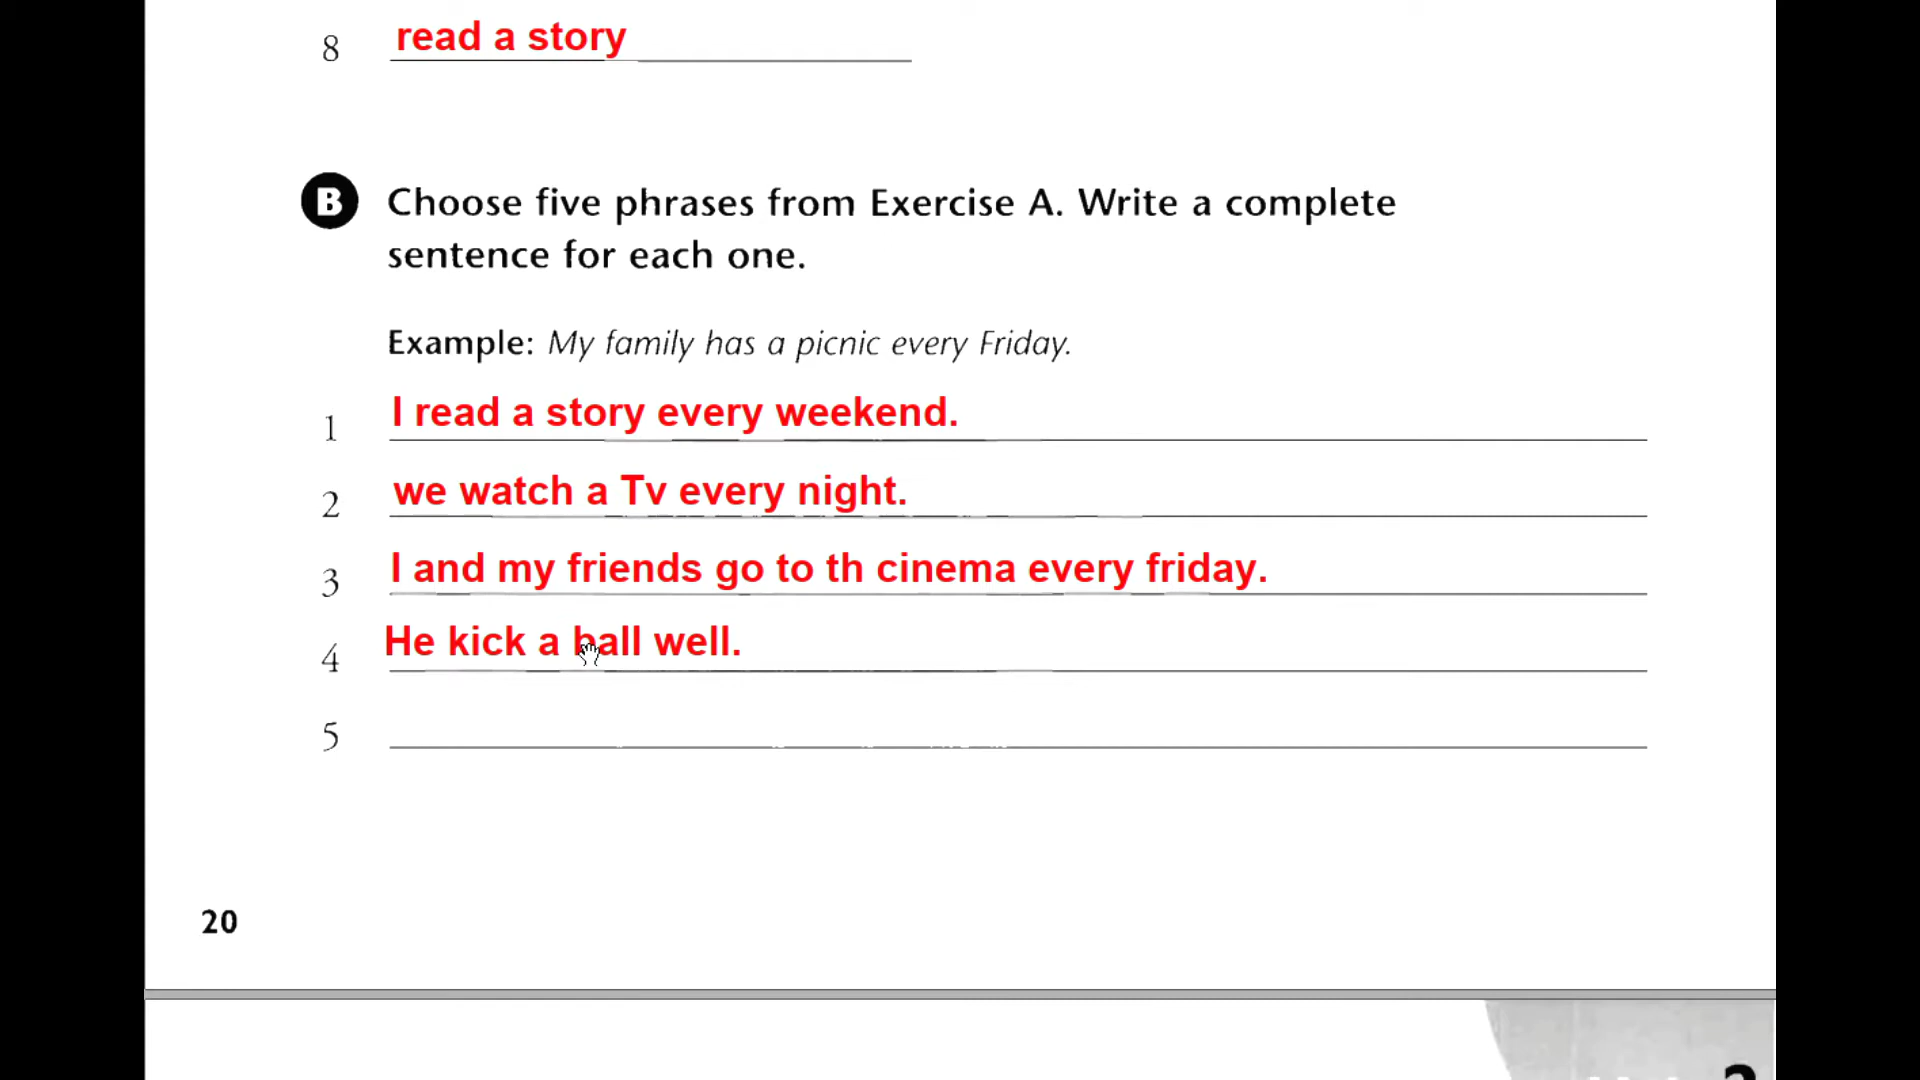 8 read a story
B Choose five phrases from Exercise A. Write a complete
sentence for each one.
Example: My family has a picnic every Friday.
1 I read a story every weekend.
2 we watch a Tv every night.
3 I and my friends go to th cinema every friday.
4 He kick a ball well.
5
20